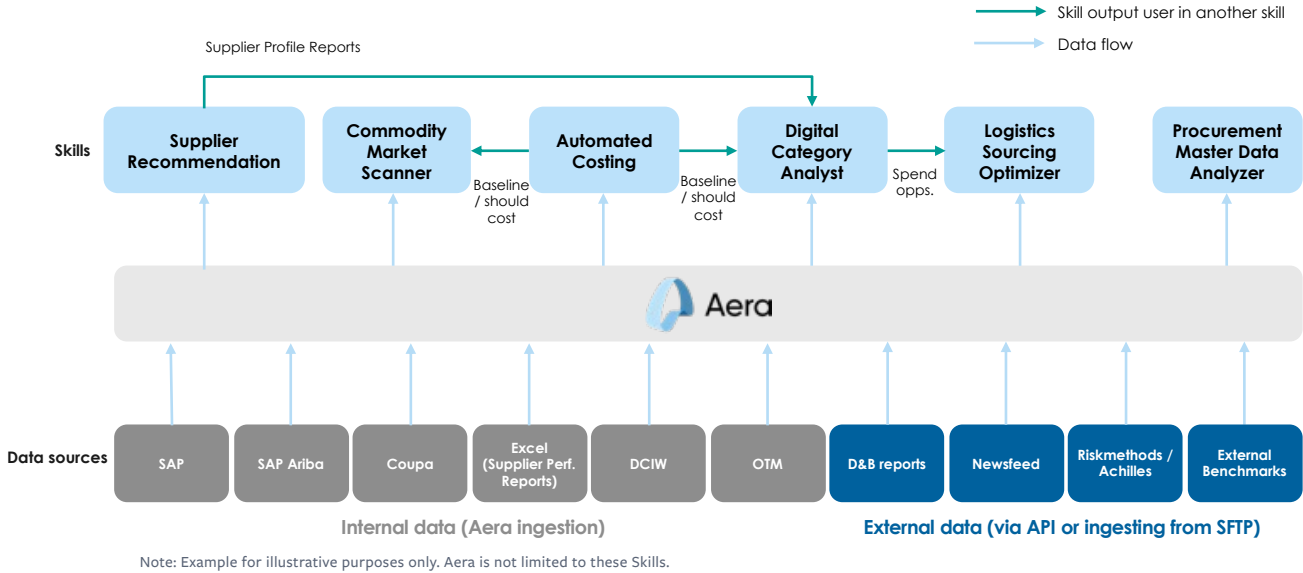 Skill output user in another skill
Data flow
Supplier Profile Reports
Skills
Supplier
Recommendation
Commodity
Market
Scanner
Automated
Costing
Digital
Category
Analyst
Logistics
Sourcing
Optimizer
Procurement
Master Data
Analyzer
Baseline
/ should
cost
Baseline
/ should
cost
Spend
opps.
Aera
Data sources
SAP
SAP Ariba
Coupa
Excel
(Supplier Perf.
Reports)
DCIW
OTM
D&B reports
Newsfeed
Riskmethods /
Achilles
External
Benchmarks
Internal data (Aera ingestion)
External data (via API or ingesting from SFTP)
Note: Example for illustrative purposes only. Aera is not limited to these Skills.